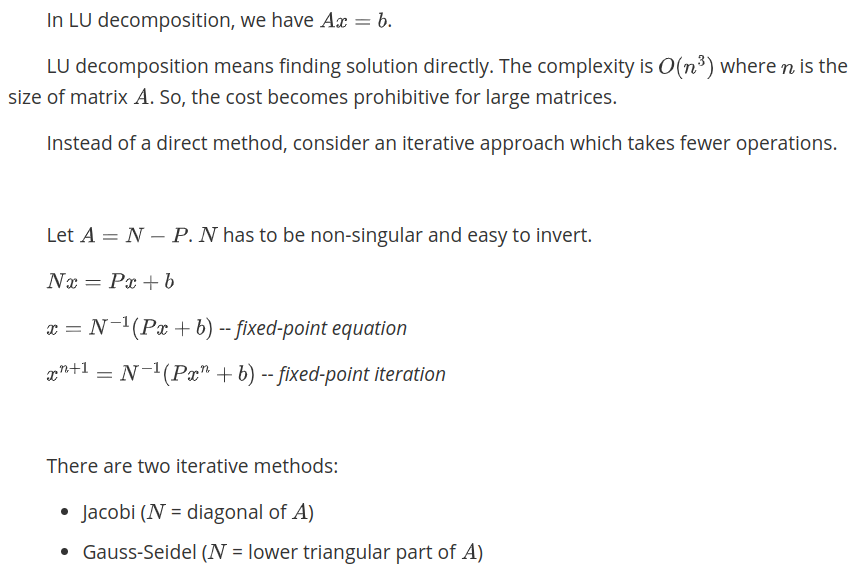 In LU decomposition, we have Ax = b.
LU decomposition means finding solution directly. The complexity is O(n³) where n is the
size of matrix A. So, the cost becomes prohibitive for large matrices.
Instead of a direct method, consider an iterative approach which takes fewer operations.
Let A = N − P. N has to be non-singular and easy to invert.
Nx = Px + b
x = N⁻¹(Px + b) -- fixed-point equation
xⁿ⁺¹ = N⁻¹(Pxⁿ + b) -- fixed-point iteration
There are two iterative methods:
• Jacobi (N = diagonal of A)
• Gauss-Seidel (N = lower triangular part of A)